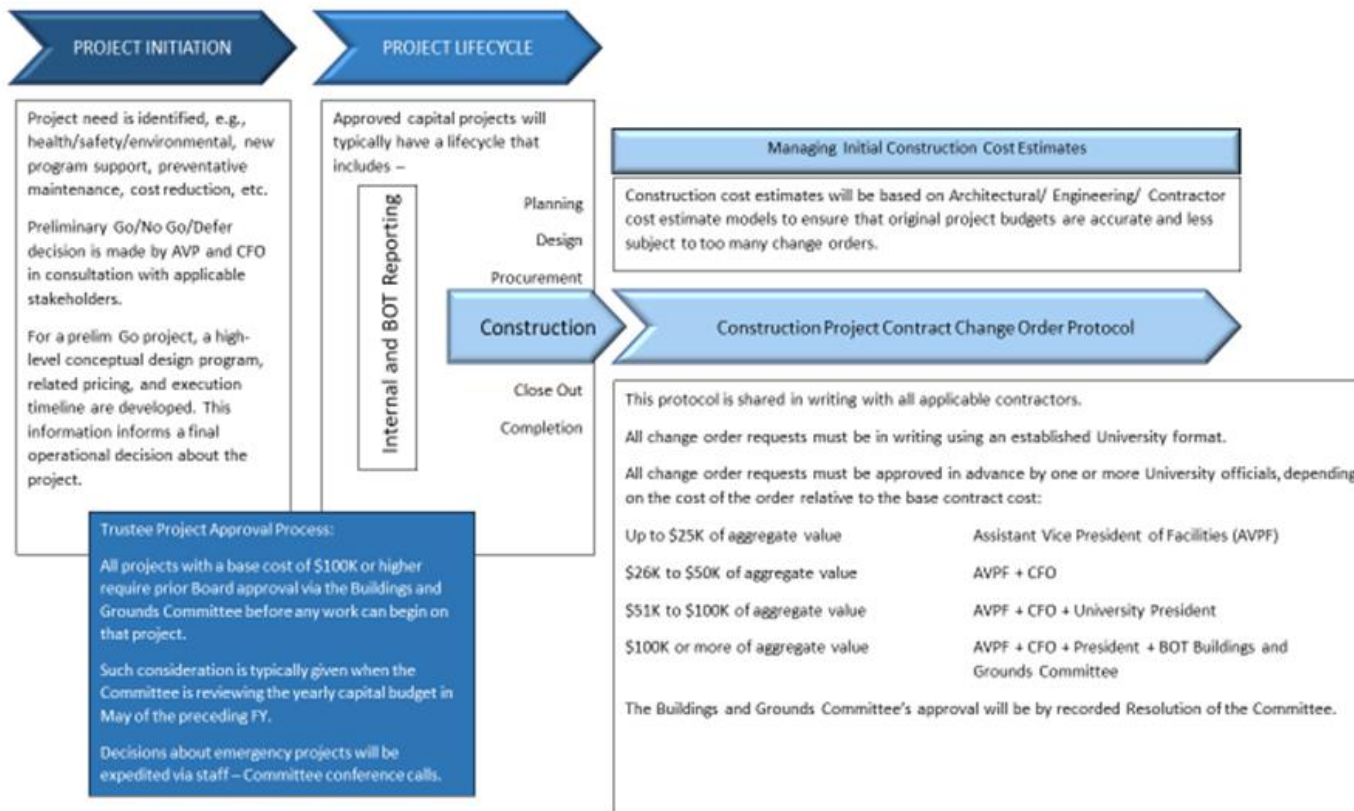 PROJECT INITIATION
Project need is identified, e.g.,
health/safety/environmental, new
program support, preventative
maintenance, cost reduction, etc.
Preliminary Go/No Go/Defer
decision is made by AVP and CFO
in consultation with applicable
stakeholders.
For a prelim Go project, a high-
level conceptual design program,
related pricing, and execution
timeline are developed. This
information informs a final
operational decision about the
project.
Trustee Project Approval Process:
All projects with a base cost of $100K or higher
require prior Board approval via the Buildings and
Grounds Committee before any work can begin on
that project.
Such consideration is typically given when the
Committee is reviewing the yearly capital budget in
May of the preceding FY.
Decisions about emergency projects will be
expedited via staff – Committee conference calls.
PROJECT LIFECYCLE
Approved capital projects will
typically have a lifecycle that
includes –
Internal and BOT Reporting
Planning
Design
Procurement
Construction
Close Out
Completion
Managing Initial Construction Cost Estimates
Construction cost estimates will be based on Architectural/ Engineering/ Contractor
cost estimate models to ensure that original project budgets are accurate and less
subject to too many change orders.
Construction Project Contract Change Order Protocol
This protocol is shared in writing with all applicable contractors.
All change order requests must be in writing using an established University format.
All change order requests must be approved in advance by one or more University officials, depending
on the cost of the order relative to the base contract cost:
Up to $25K of aggregate value Assistant Vice President of Facilities (AVPF)
$26K to $50K of aggregate value AVPF + CFO
$51K to $100K of aggregate value AVPF + CFO + University President
$100K or more of aggregate value AVPF + CFO + President + BOT Buildings and
Grounds Committee
The Buildings and Grounds Committee's approval will be by recorded Resolution of the Committee.